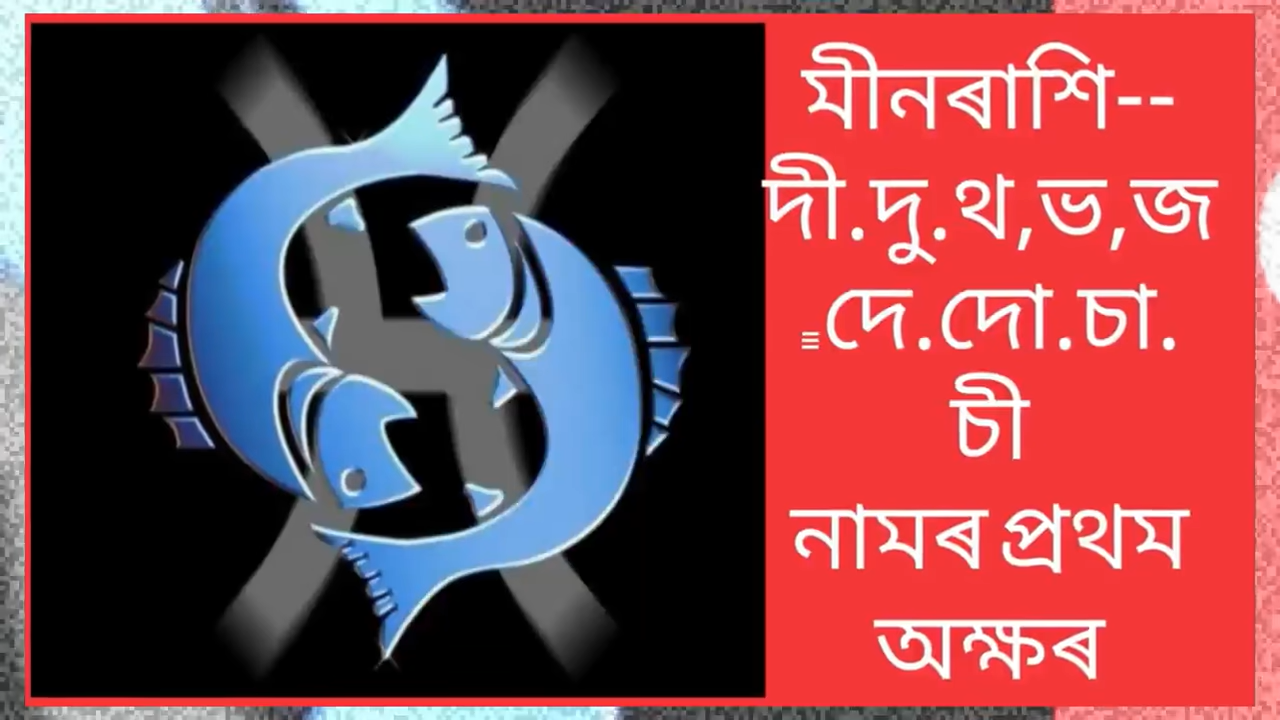 মীনৰাশি--
দী.দু.থ,ভ,জ
দে.দো.চা.
চী
নামৰ প্ৰথম
অক্ষৰ